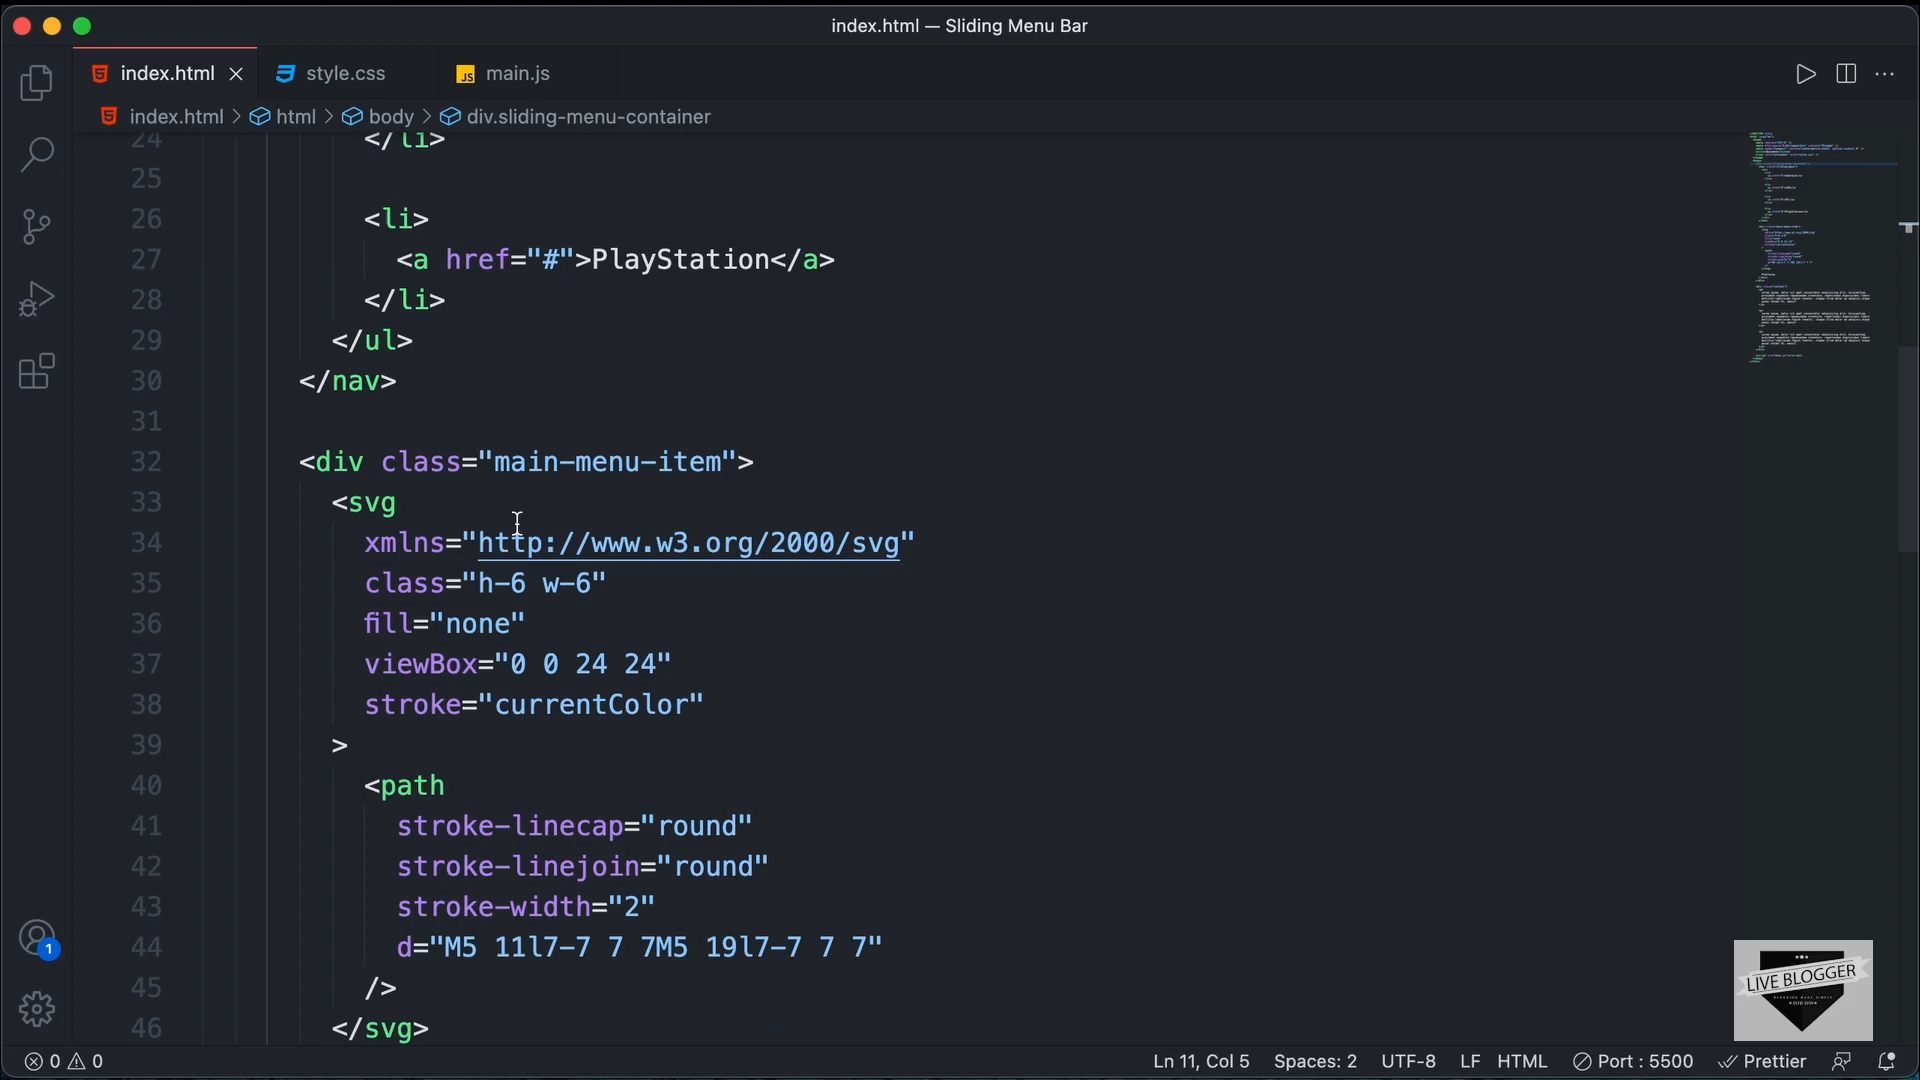 index.html — Sliding Menu Bar
index.html style.css JS main.js
index.html > html > body > div.sliding-menu-container
24 </li>
25
26 <li>
27 <a href="#">PlayStation</a>
28 </li>
29 </ul>
30 </nav>
31
32 <div class="main-menu-item">
33 <svg
34 xmlns="http://www.w3.org/2000/svg"
35 class="h-6 w-6"
36 fill="none"
37 viewBox="0 0 24 24"
38 stroke="currentColor"
39 >
40 <path
41 stroke-linecap="round"
42 stroke-linejoin="round"
43 stroke-width="2"
44 d="M5 11l7-7 7 7M5 19l7-7 7 7"
45 />
46 </svg>
1
LIVE BLOGGER
0 0 Ln 11, Col 5 Spaces: 2 UTF-8 LF HTML Port : 5500 Prettier